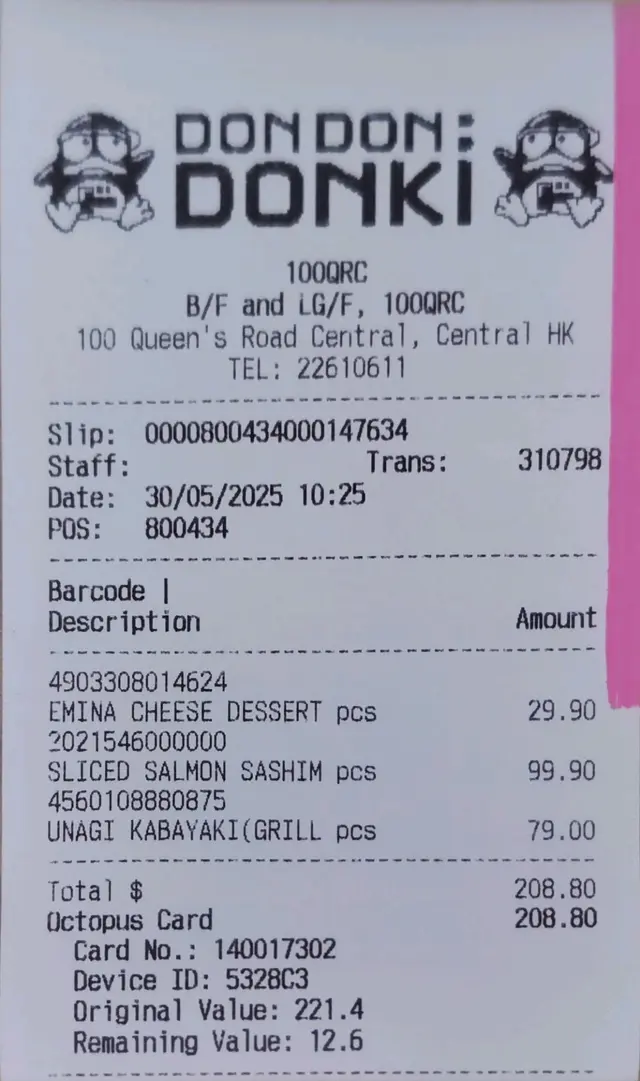 DON DON:
DONKI
100QRC
B/F and LG/F, 100QRC
100 Queen's Road Central, Central HK
TEL: 22610611
Slip: 0000800434000147634
Staff: Trans: 310798
Date: 30/05/2025 10:25
POS: 800434
Barcode |
Description Amount
4903308014624
EMINA CHEESE DESSERT pcs 29.90
2021546000000
SLICED SALMON SASHIM pcs 99.90
4560108880875
UNAGI KABAYAKI(GRILL pcs 79.00
Total $ 208.80
Octopus Card 208.80
Card No.: 140017302
Device ID: 5328C3
Original Value: 221.4
Remaining Value: 12.6